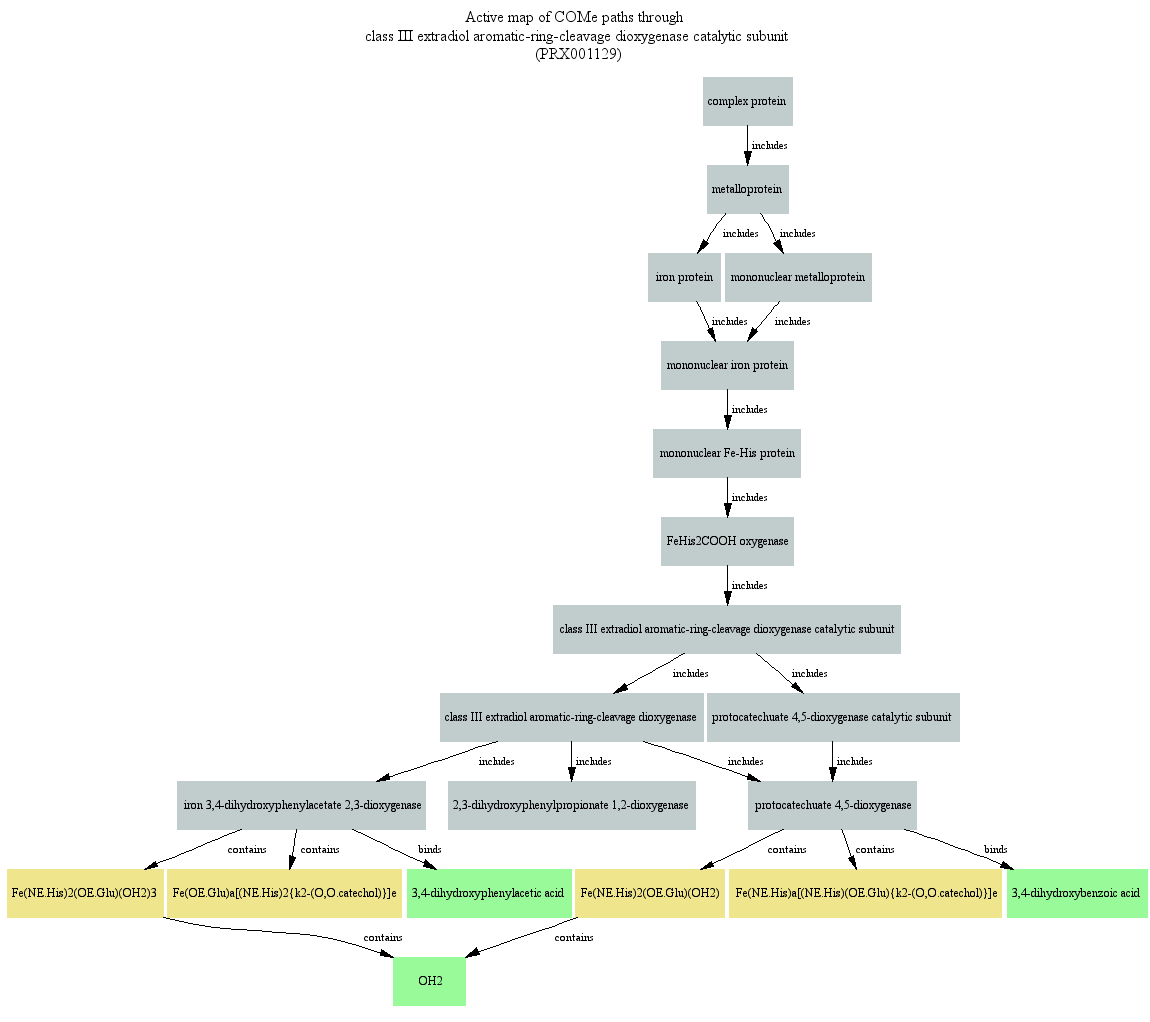 Active map of COMe paths through
class III extradiol aromatic-ring-cleavage dioxygenase catalytic subunit
(PRX001129)
complex protein
includes
metalloprotein
includes
includes
iron protein
mononuclear metalloprotein
includes
includes
mononuclear iron protein
includes
mononuclear Fe-His protein
includes
FeHis2COOH oxygenase
includes
class III extradiol aromatic-ring-cleavage dioxygenase catalytic subunit
includes
includes
class III extradiol aromatic-ring-cleavage dioxygenase
protocatechuate 4,5-dioxygenase catalytic subunit
includes
includes
includes
includes
iron 3,4-dihydroxyphenylacetate 2,3-dioxygenase
2,3-dihydroxyphenylpropionate 1,2-dioxygenase
protocatechuate 4,5-dioxygenase
contains
contains
binds
contains
contains
binds
Fe(NE.His)2(OE.Glu)(OH2)3
Fe(OE.Glu)a[(NE.His)2{k2-(O,O.catechol)}]e
3,4-dihydroxyphenylacetic acid
Fe(NE.His)2(OE.Glu)(OH2)
Fe(NE.His)a[(NE.His)(OE.Glu){k2-(O,O.catechol)}]e
3,4-dihydroxybenzoic acid
contains
contains
OH2